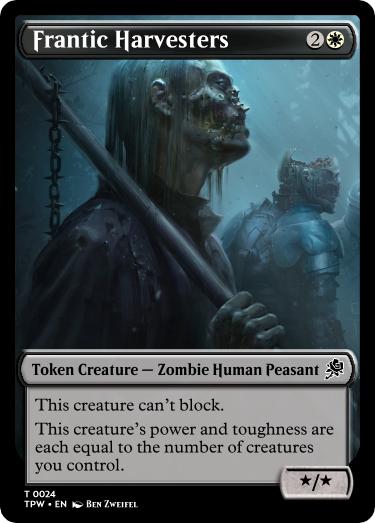 Frantic Harvesters 2
Token Creature — Zombie Human Peasant
This creature can't block.
This creature's power and toughness are
each equal to the number of creatures
you control.
★/★
T 0024
TPW • EN Ben Zweifel